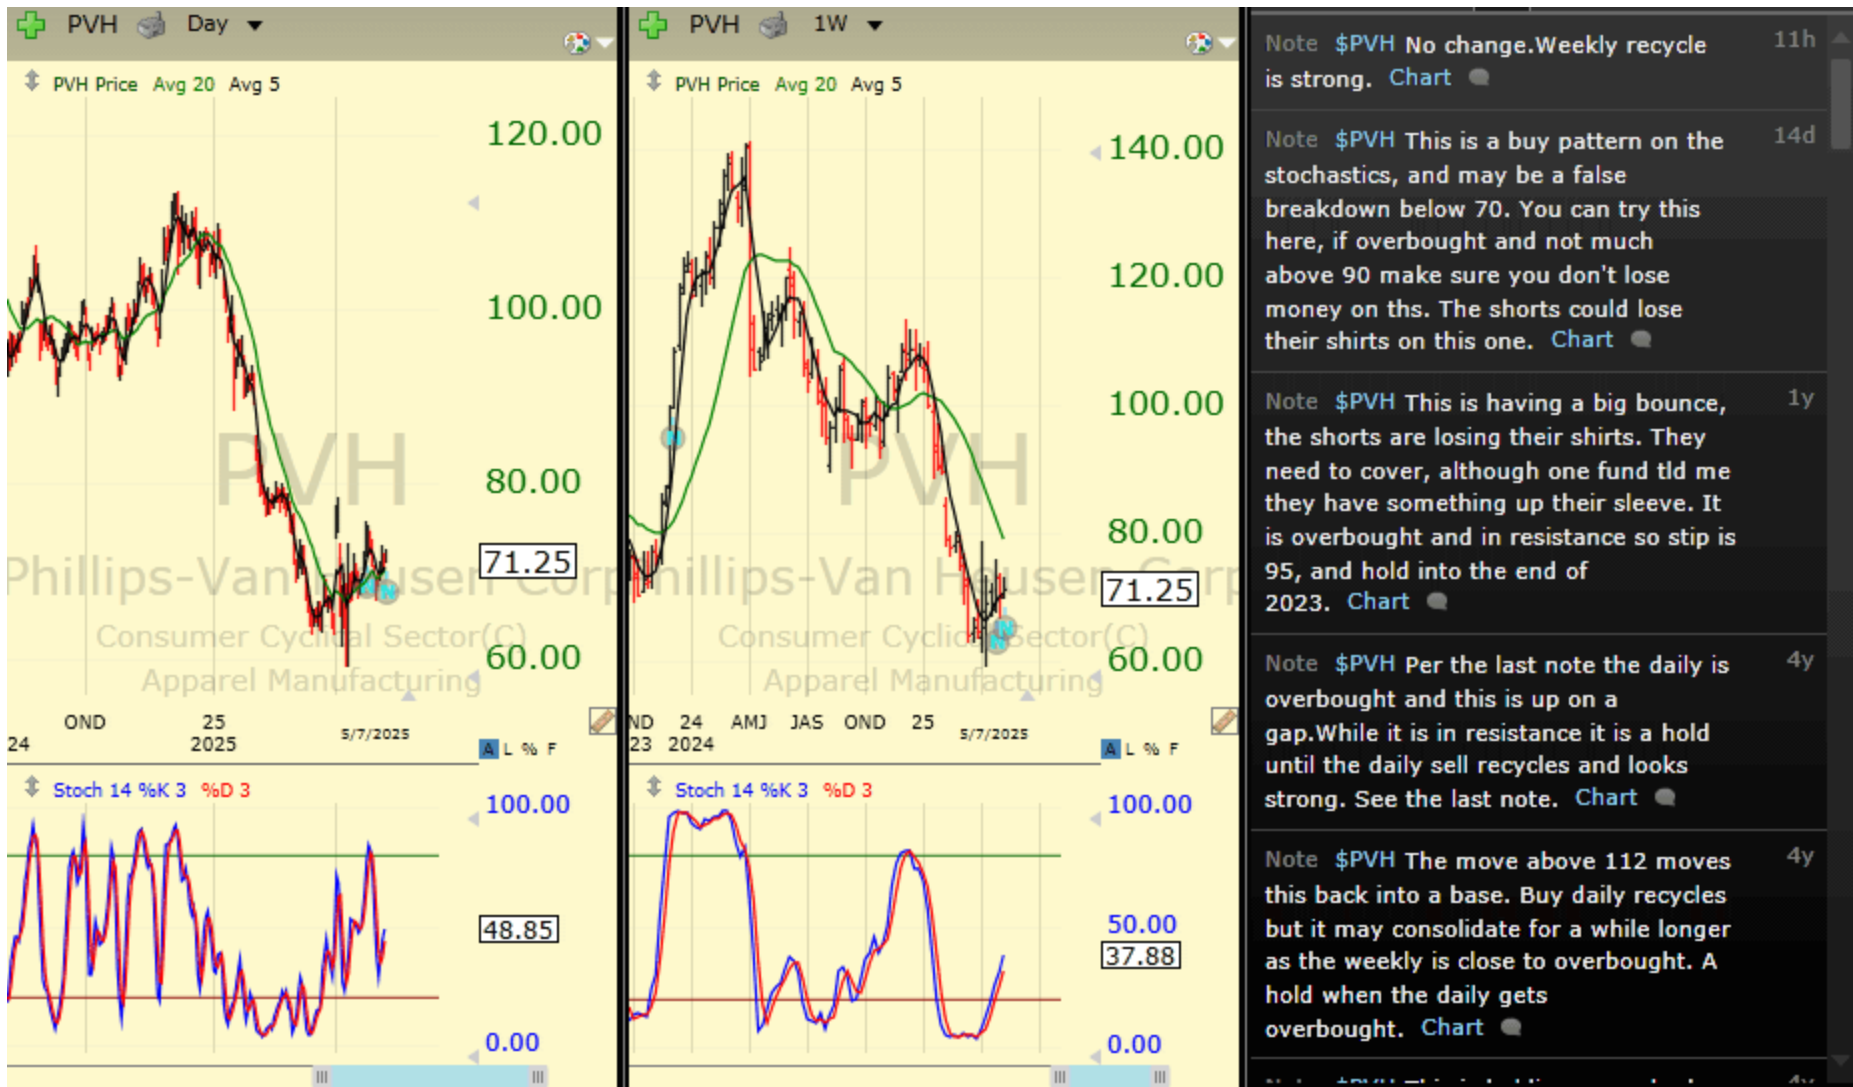 PVH Day
PVH Price Avg 20 Avg 5
120.00
100.00
80.00
71.25
60.00
PVH
Phillips-Van Heusen Corp
Consumer Cyclical Sector(C)
Apparel Manufacturing
OND 25
24 2025 5/7/2025
A L % F
Stoch 14 %K 3 %D 3
100.00
48.85
0.00
PVH 1W
PVH Price Avg 20 Avg 5
140.00
120.00
100.00
80.00
71.25
60.00
PVH
Phillips-Van Heusen Corp
Consumer Cyclical Sector(C)
Apparel Manufacturing
ND 24 AMJ JAS OND 25
23 2024 5/7/2025
A L % F
Stoch 14 %K 3 %D 3
100.00
50.00
37.88
0.00
Note $PVH No change.Weekly recycle 11h
is strong. Chart
Note $PVH This is a buy pattern on the 14d
stochastics, and may be a false
breakdown below 70. You can try this
here, if overbought and not much
above 90 make sure you don't lose
money on ths. The shorts could lose
their shirts on this one. Chart
Note $PVH This is having a big bounce, 1y
the shorts are losing their shirts. They
need to cover, although one fund tld me
they have something up their sleeve. It
is overbought and in resistance so stip is
95, and hold into the end of
2023. Chart
Note $PVH Per the last note the daily is 4y
overbought and this is up on a
gap.While it is in resistance it is a hold
until the daily sell recycles and looks
strong. See the last note. Chart
Note $PVH The move above 112 moves 4y
this back into a base. Buy daily recycles
but it may consolidate for a while longer
as the weekly is close to overbought. A
hold when the daily gets
overbought. Chart